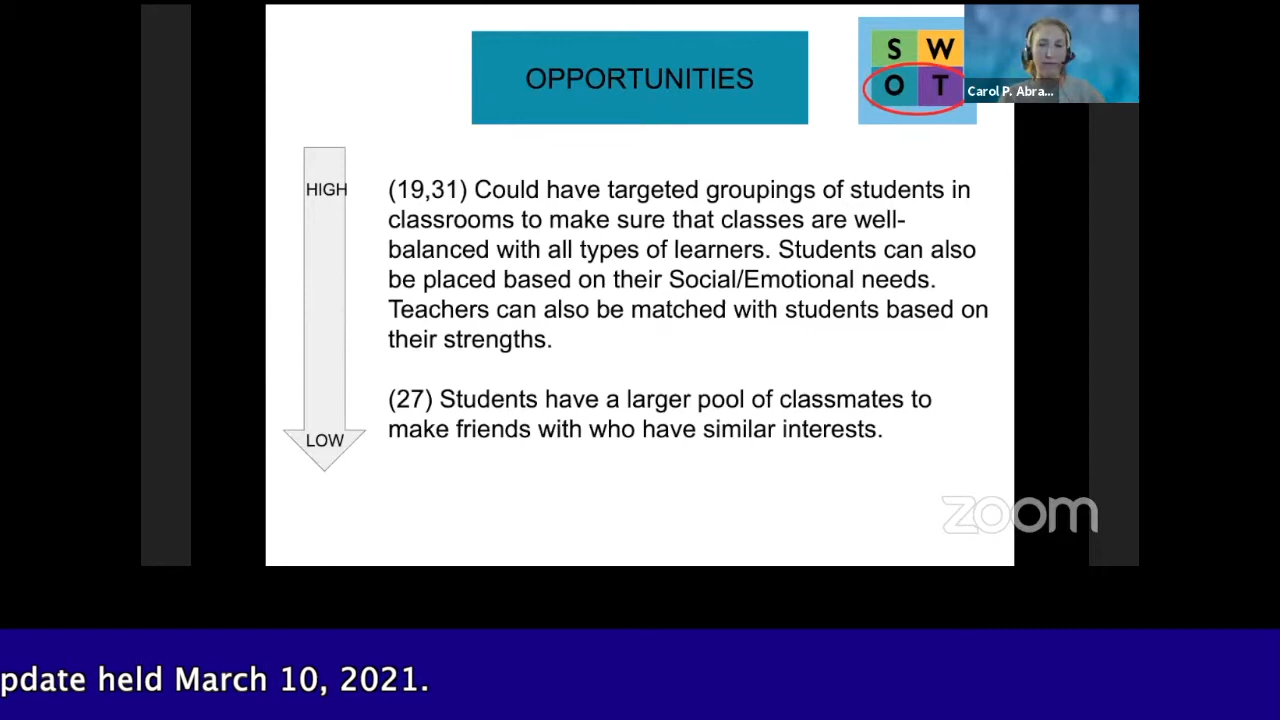 OPPORTUNITIES
S W
O T
Carol P. Abra...
HIGH
(19,31) Could have targeted groupings of students in
classrooms to make sure that classes are well-
balanced with all types of learners. Students can also
be placed based on their Social/Emotional needs.
Teachers can also be matched with students based on
their strengths.
(27) Students have a larger pool of classmates to
make friends with who have similar interests.
LOW
zoom
pdate held March 10, 2021.